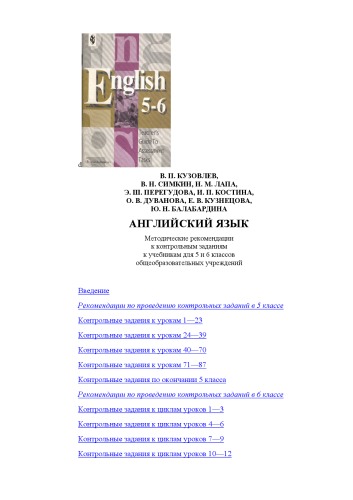 English
5-6
Teacher's
Guide To
Assessment
Tasks
В. П. КУЗОВЛЕВ,
В. Н. СИМКИН, Н. М. ЛАПА,
Э. Ш. ПЕРЕГУДОВА, И. П. КОСТИНА,
О. В. ДУВАНОВА, Е. В. КУЗНЕЦОВА,
Ю. Н. БАЛАБАРДИНА
АНГЛИЙСКИЙ ЯЗЫК
Методические рекомендации
к контрольным заданиям
к учебникам для 5 и 6 классов
общеобразовательных учреждений
Введение
Рекомендации по проведению контрольных заданий в 5 классе
Контрольные задания к урокам 1—23
Контрольные задания к урокам 24—39
Контрольные задания к урокам 40—70
Контрольные задания к урокам 71—87
Контрольные задания по окончании 5 класса
Рекомендации по проведению контрольных заданий в 6 классе
Контрольные задания к циклам уроков 1—3
Контрольные задания к циклам уроков 4—6
Контрольные задания к циклам уроков 7—9
Контрольные задания к циклам уроков 10—12